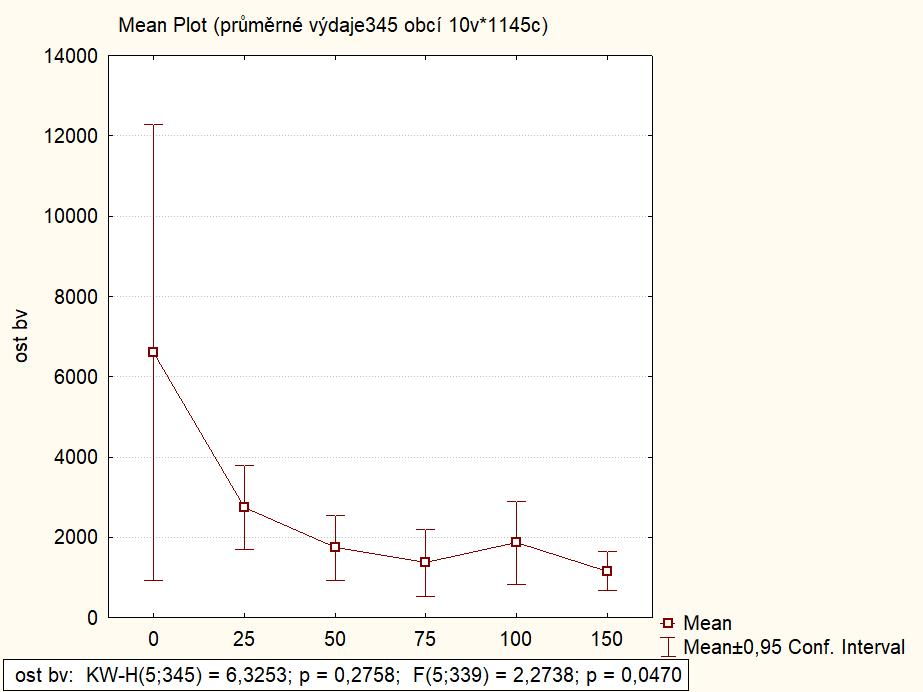 Mean Plot (průměrné výdaje345 obcí 10v*1145c)
14000
12000
10000
8000
6000
4000
2000
0
ost bv
0 25 50 75 100 150
Mean
Mean±0,95 Conf. Interval
ost bv: KW-H(5;345) = 6,3253; p = 0,2758; F(5;339) = 2,2738; p = 0,0470